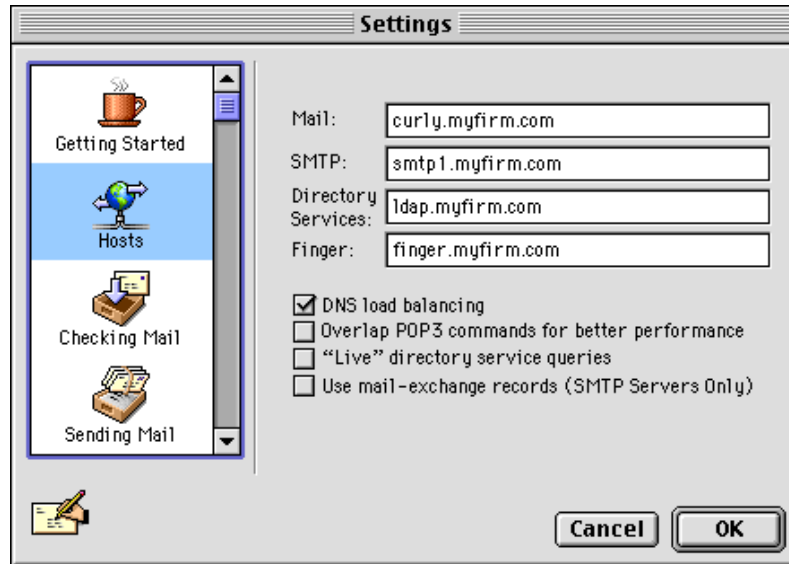 Settings
Getting Started
Hosts
Checking Mail
Sending Mail
Mail: curly.myfirm.com
SMTP: smtp1.myfirm.com
Directory
Services: ldap.myfirm.com
Finger: finger.myfirm.com
DNS load balancing
Overlap POP3 commands for better performance
“Live” directory service queries
Use mail-exchange records (SMTP Servers Only)
Cancel OK